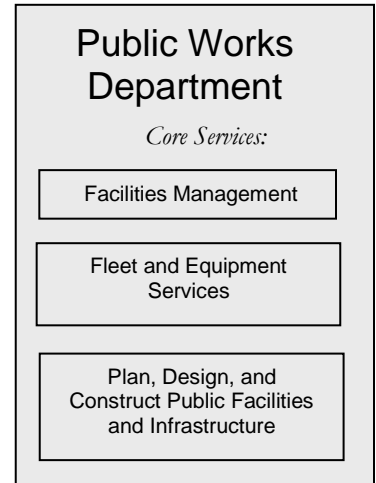 Public Works
Department
Core Services:
Facilities Management
Fleet and Equipment
Services
Plan, Design, and
Construct Public Facilities
and Infrastructure